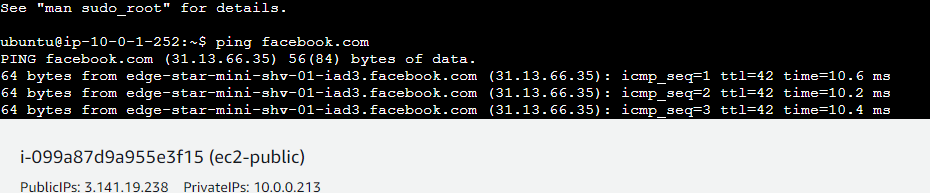 See "man sudo_root" for details.
ubuntu@ip-10-0-1-252:~$ ping facebook.com
PING facebook.com (31.13.66.35) 56(84) bytes of data.
64 bytes from edge-star-mini-shv-01-iad3.facebook.com (31.13.66.35): icmp_seq=1 ttl=42 time=10.6 ms
64 bytes from edge-star-mini-shv-01-iad3.facebook.com (31.13.66.35): icmp_seq=2 ttl=42 time=10.2 ms
64 bytes from edge-star-mini-shv-01-iad3.facebook.com (31.13.66.35): icmp_seq=3 ttl=42 time=10.4 ms
i-099a87d9a955e3f15 (ec2-public)
PublicIPs: 3.141.19.238 PrivateIPs: 10.0.0.213